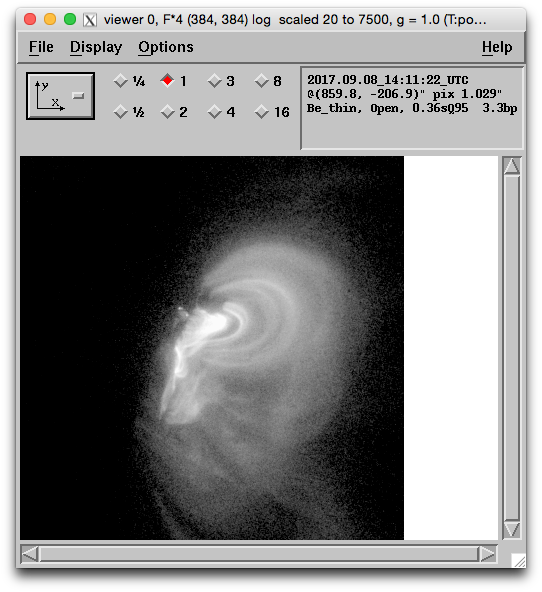 viewer 0, F*4 (384, 384) log  scaled 20 to 7500, g = 1.0 (T:po...
File Display Options Help
¼ 1 3 8
½ 2 4 16
y
x
2017.09.08_14:11:22_UTC
@(859.8, -206.9)" pix 1.029"
Be_thin, Open, 0.36sQ95  3.3bp